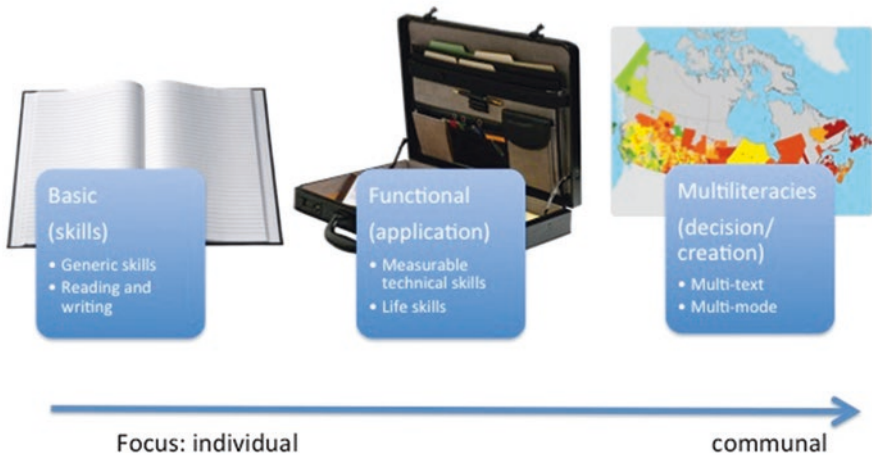 Basic
(skills)
• Generic skills
• Reading and
writing
Functional
(application)
• Measurable
technical skills
• Life skills
Multiliteracies
(decision/
creation)
• Multi-text
• Multi-mode
Focus: individual
communal